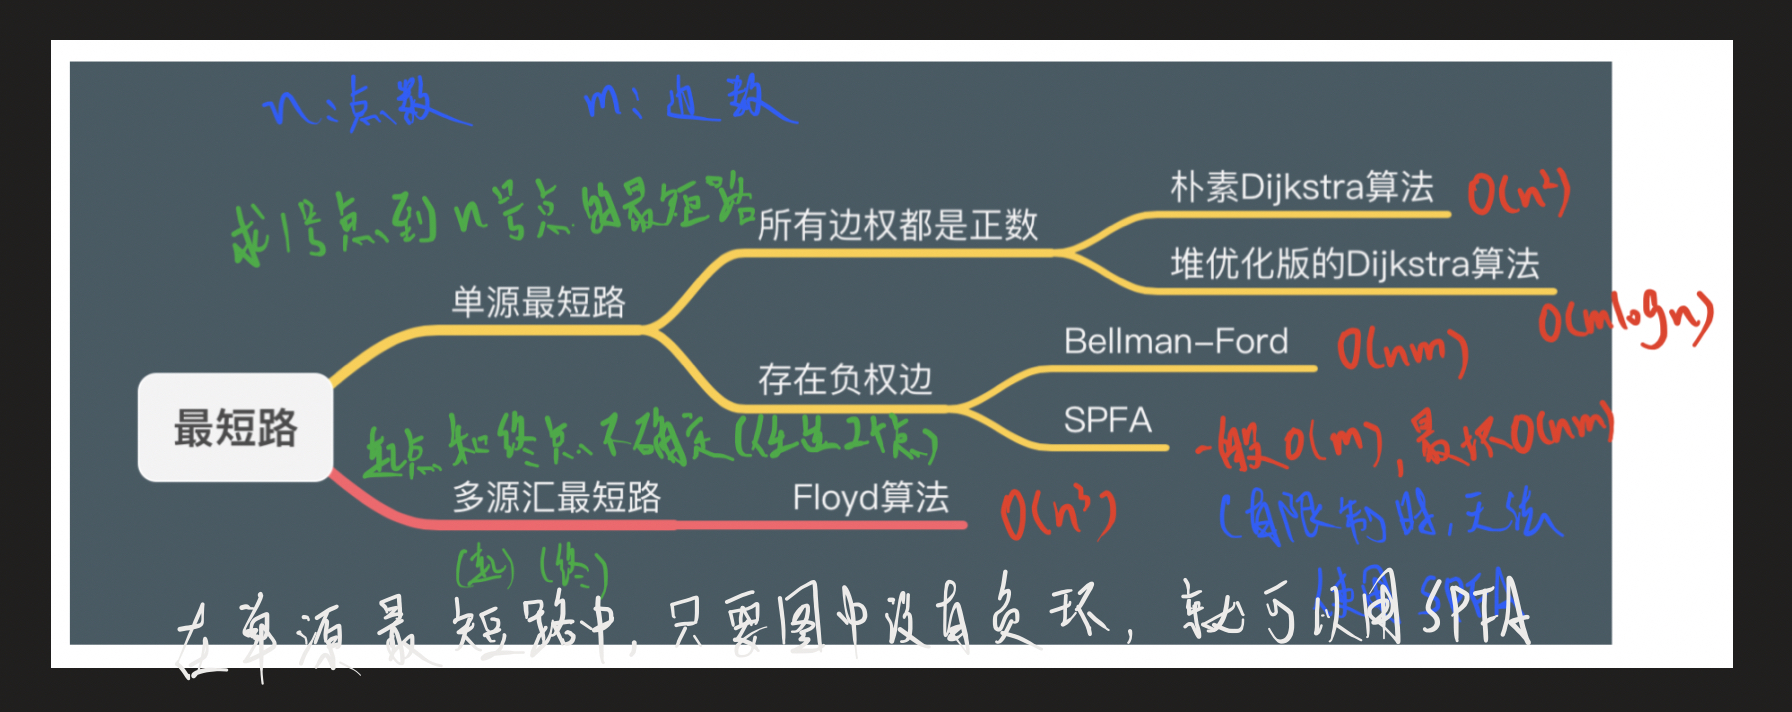 n:点数 m:边数
求1号点到n号点的最短路
所有边权都是正数
朴素Dijkstra算法 O(n²)
堆优化版的Dijkstra算法
O(mlogn)
单源最短路
存在负权边
Bellman-Ford O(nm)
SPFA
一般O(m),最坏O(nm)
(有限制时,无法
使用SPFA
最短路
起点和终点不确定(任选2个点)
多源汇最短路 Floyd算法 O(n³)
(起)(终)
在单源最短路中,只要图中没有负环,就可以用SPFA